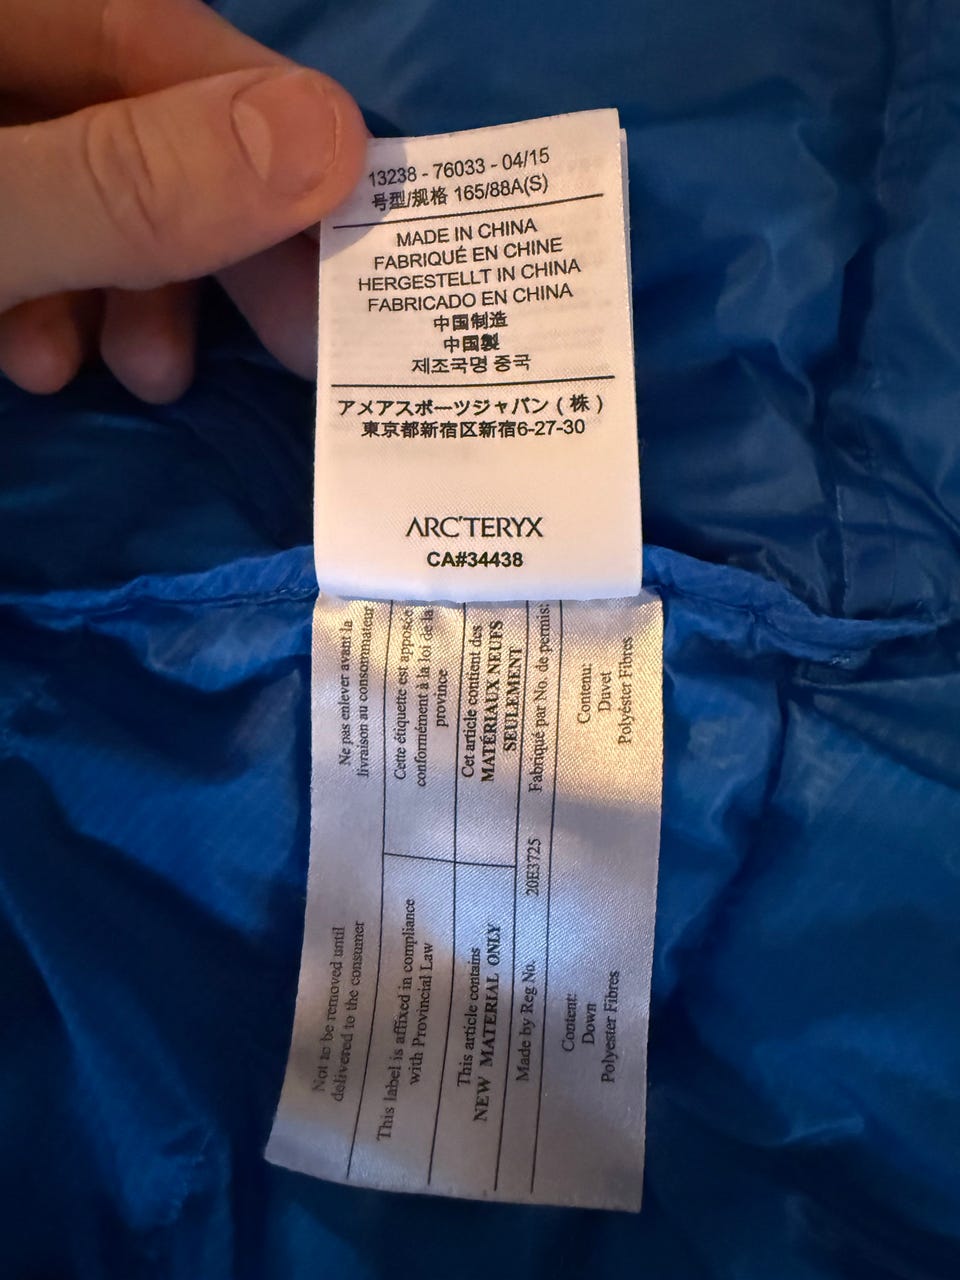 13238 - 76033 - 04/15
号型/规格 165/88A(S)
MADE IN CHINA
FABRIQUÉ EN CHINE
HERGESTELLT IN CHINA
FABRICADO EN CHINA
中国制造
中国製
제조국명 중국
アメアスポーツジャパン（株）
東京都新宿区新宿6-27-30
ARC'TERYX
CA#34438
Ne pas enlever avant la
livraison au consommateur
Not to be removed until
delivered to the consumer
Cette étiquette est apposée
conformément à la loi de la
province
This label is affixed in compliance
with Provincial Law
Cet article contient des
MATÉRIAUX NEUFS
SEULEMENT
This article contains
NEW MATERIAL ONLY
Made by Reg No. 20E3725 Fabriqué par No. de permis:
Contenu:
Duvet
Polyéster Fibres
Content:
Down
Polyester Fibres